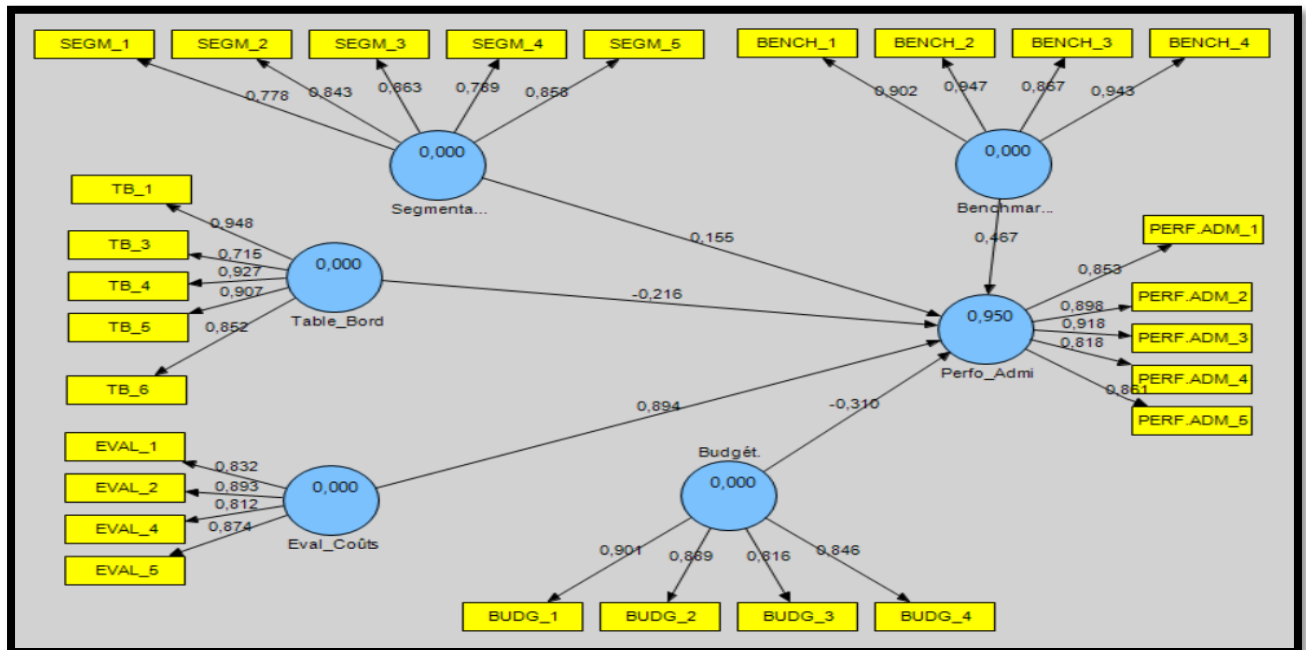 SEGM_1 SEGM_2 SEGM_3 SEGM_4 SEGM_5
0,778 0,843 0,863 0,789 0,858
0,000
Segmenta...
BENCH_1 BENCH_2 BENCH_3 BENCH_4
0,902 0,947 0,867 0,943
0,000
Benchmar...
TB_1
TB_3
TB_4
TB_5
TB_6
0,948
0,715
0,927
0,907
0,852
0,000
Table_Bord
0,155
0,467
-0,216
0,894
-0,310
0,950
Perfo_Admi
0,853
0,898
0,918
0,818
0,861
PERF.ADM_1
PERF.ADM_2
PERF.ADM_3
PERF.ADM_4
PERF.ADM_5
EVAL_1
EVAL_2
EVAL_4
EVAL_5
0,832
0,893
0,812
0,874
0,000
Eval_Coûts
Budgét.
0,000
0,901 0,889 0,816 0,846
BUDG_1 BUDG_2 BUDG_3 BUDG_4